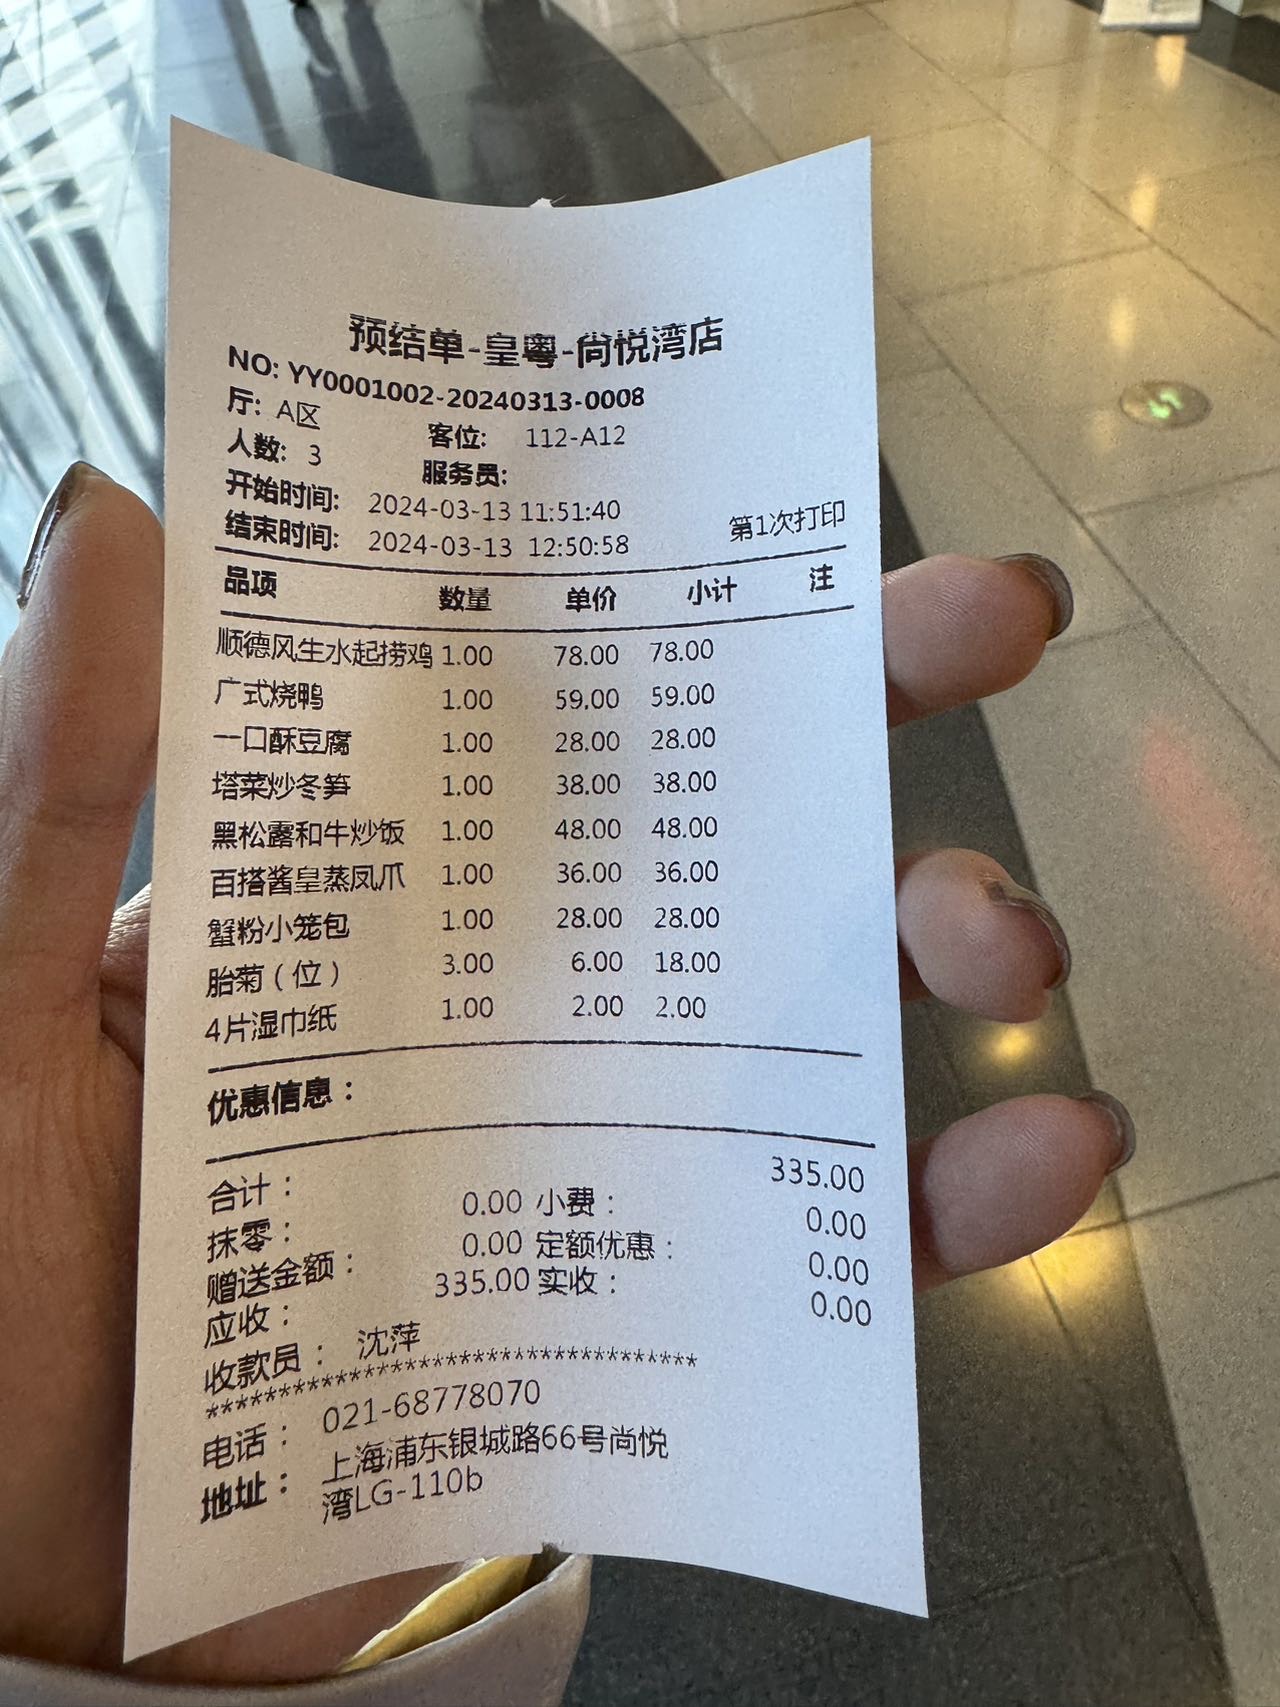 预结单-皇粤-尚悦湾店
NO: YY0001002-20240313-0008
厅: A区 客位: 112-A12
人数: 3 服务员:
开始时间: 2024-03-13 11:51:40
结束时间: 2024-03-13 12:50:58 第1次打印
品项 数量 单价 小计 注
顺德风生水起捞鸡 1.00 78.00 78.00
广式烧鸭 1.00 59.00 59.00
一口酥豆腐 1.00 28.00 28.00
塔菜炒冬笋 1.00 38.00 38.00
黑松露和牛炒饭 1.00 48.00 48.00
百搭酱皇蒸凤爪 1.00 36.00 36.00
蟹粉小笼包 1.00 28.00 28.00
胎菊(位) 3.00 6.00 18.00
4片湿巾纸 1.00 2.00 2.00
优惠信息:
合计: 335.00
抹零: 0.00 小费: 0.00
赠送金额: 0.00 定额优惠: 0.00
应收: 335.00 实收: 0.00
收款员: 沈萍
****************************************
电话: 021-68778070
地址: 上海浦东银城路66号尚悦
湾LG-110b